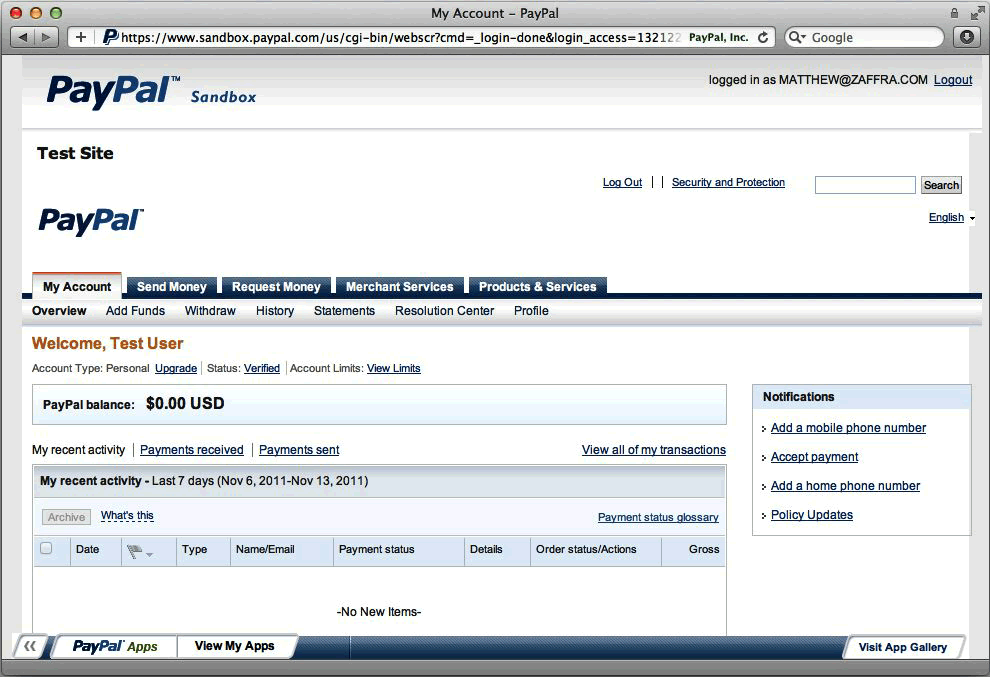 My Account – PayPal
https://www.sandbox.paypal.com/us/cgi-bin/webscr?cmd=_login-done&login_access=132122 PayPal, Inc. Google
PayPal™ Sandbox
logged in as MATTHEW@ZAFFRA.COM Logout
Test Site
Log Out Security and Protection Search
PayPal™
English
My Account Send Money Request Money Merchant Services Products & Services
Overview Add Funds Withdraw History Statements Resolution Center Profile
Welcome, Test User
Account Type: Personal Upgrade Status: Verified Account Limits: View Limits
PayPal balance: $0.00 USD
My recent activity Payments received Payments sent View all of my transactions
My recent activity - Last 7 days (Nov 6, 2011-Nov 13, 2011)
Archive What's this Payment status glossary
Date Type Name/Email Payment status Details Order status/Actions Gross
-No New Items-
Notifications
Add a mobile phone number
Accept payment
Add a home phone number
Policy Updates
PayPal Apps View My Apps Visit App Gallery